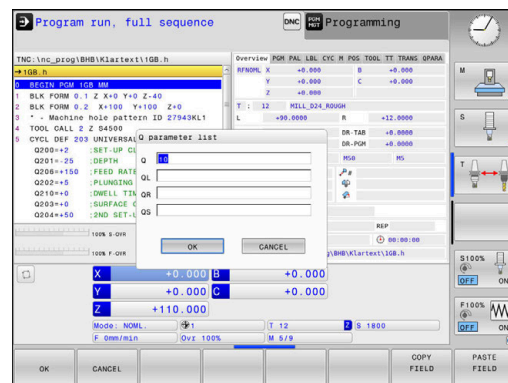 Program run, full sequence
DNC
Programming
TNC:\nc_prog\BHB\Klartext\1GB.h
→1GB.h
0 BEGIN PGM 1GB MM
1 BLK FORM 0.1 Z X+0 Y+0 Z-40
2 BLK FORM 0.2 X+100 Y+100 Z+0
3 * - Machine hole pattern ID 27943KL1
4 TOOL CALL 2 Z S4500
5 CYCL DEF 203 UNIVERSAL
Q200=+2 ;SET-UP CL
Q201=-25 ;DEPTH
Q206=+150 ;FEED RATE
Q202=+5 ;PLUNGING
Q210=+0 ;DWELL TIM
Q203=+0 ;SURFACE C
Q204=+50 ;2ND SET-U
100% S-OVR
100% F-OVR
Overview PGM PAL LBL CYC M POS TOOL TT TRANS QPARA
RFNOML X +0.000 B +0.000
Y +0.000 C +0.000
Z +0.000
T : 12 MILL_D24_ROUGH
L +90.0000 R +12.0000
DR-TAB +0.0000
DR-PGM +0.0000
M50 M5
REP
00:00:00
\BHB\Klartext\1GB.h
Q parameter list
Q 10
QL
QR
QS
OK CANCEL
X +0.000 B +0.000
Y +0.000 C +0.000
Z +110.000
Mode: NOML. 1 T 12 Z S 1800
F 0mm/min Ovr 100% M 5/9
M
S
T
S100%
OFF ON
F100%
OFF ON
OK CANCEL COPY FIELD PASTE FIELD